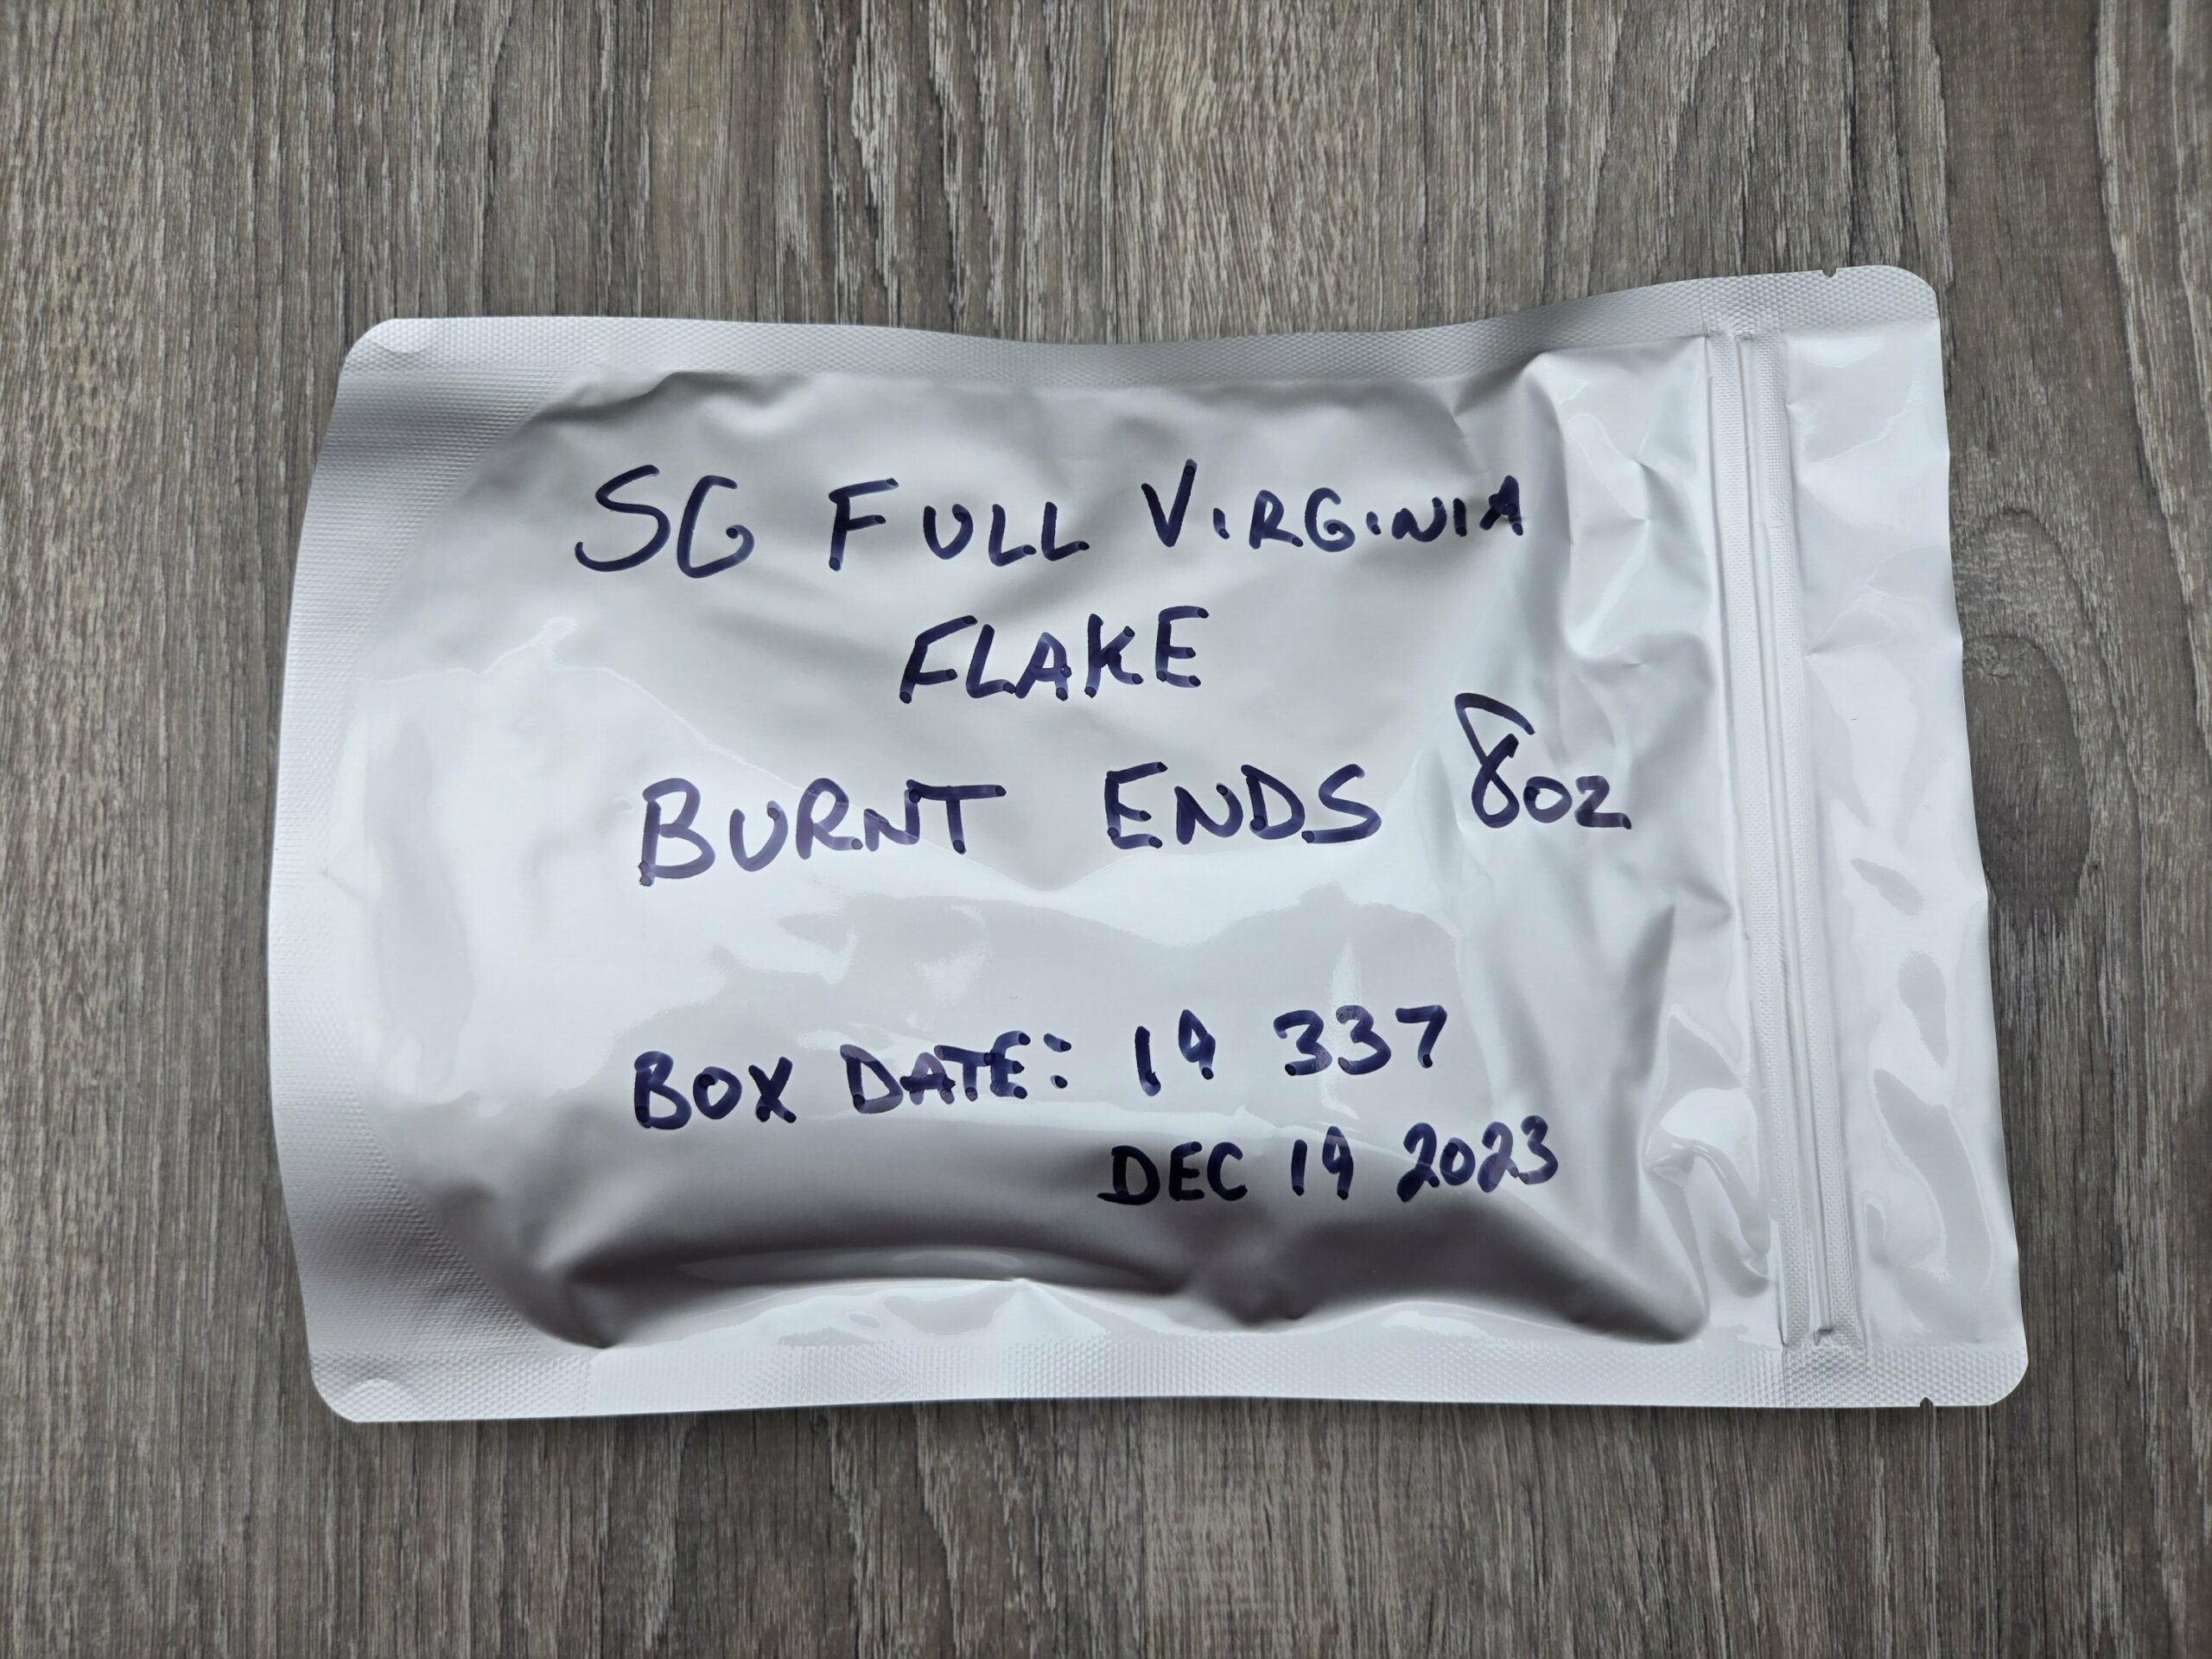 SG FULL VIRGINIA
FLAKE
BURNT ENDS 8oz
BOX DATE: 19 337
DEC 19 2023